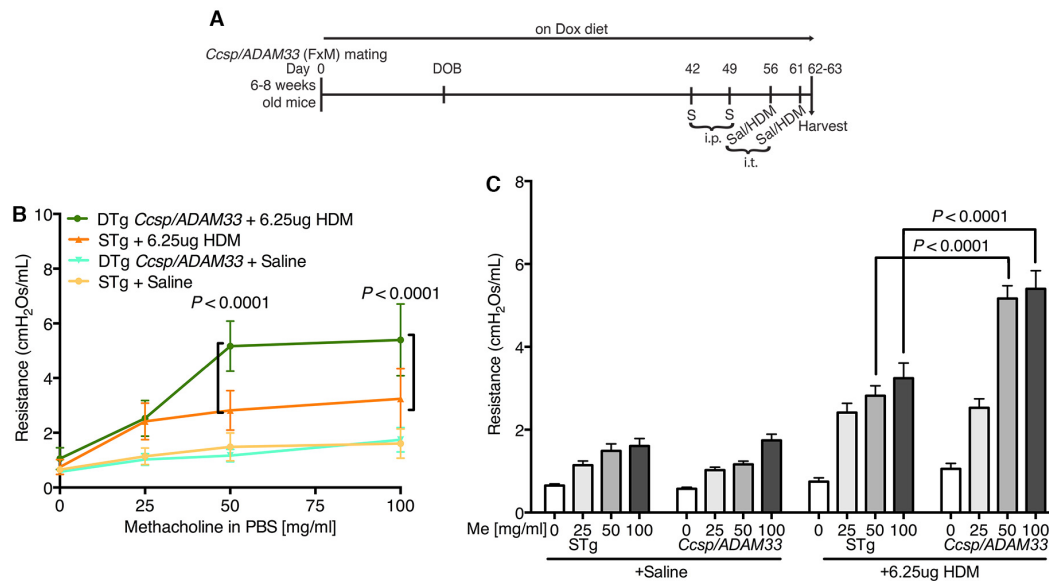 A
on Dox diet
Ccsp/ADAM33 (FxM) mating
Day 0 DOB 42 49 56 61 62-63
6-8 weeks
old mice
S S Sal/HDM Sal/HDM Harvest
i.p.
i.t.
B
DTg Ccsp/ADAM33 + 6.25ug HDM
STg + 6.25ug HDM
DTg Ccsp/ADAM33 + Saline
STg + Saline
P < 0.0001
P < 0.0001
Resistance (cmH2Os/mL)
10
8
6
4
2
0
0 25 50 75 100
Methacholine in PBS [mg/ml]
C
Resistance (cmH2Os/mL)
8
6
4
2
0
P < 0.0001
P < 0.0001
Me [mg/ml] 0 25 50 100 0 25 50 100 0 25 50 100 0 25 50 100
STg Ccsp/ADAM33 STg Ccsp/ADAM33
+Saline +6.25ug HDM